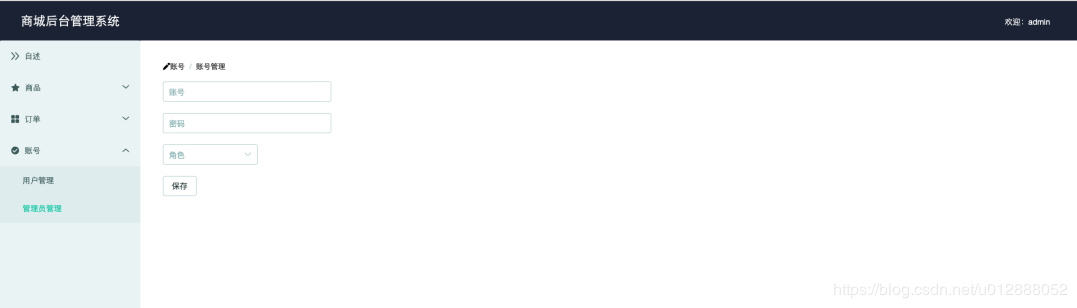 商城后台管理系统
欢迎：admin
自述
商品
订单
账号
用户管理
管理员管理
账号 / 账号管理
账号
密码
角色
保存
https://blog.csdn.net/u012888052